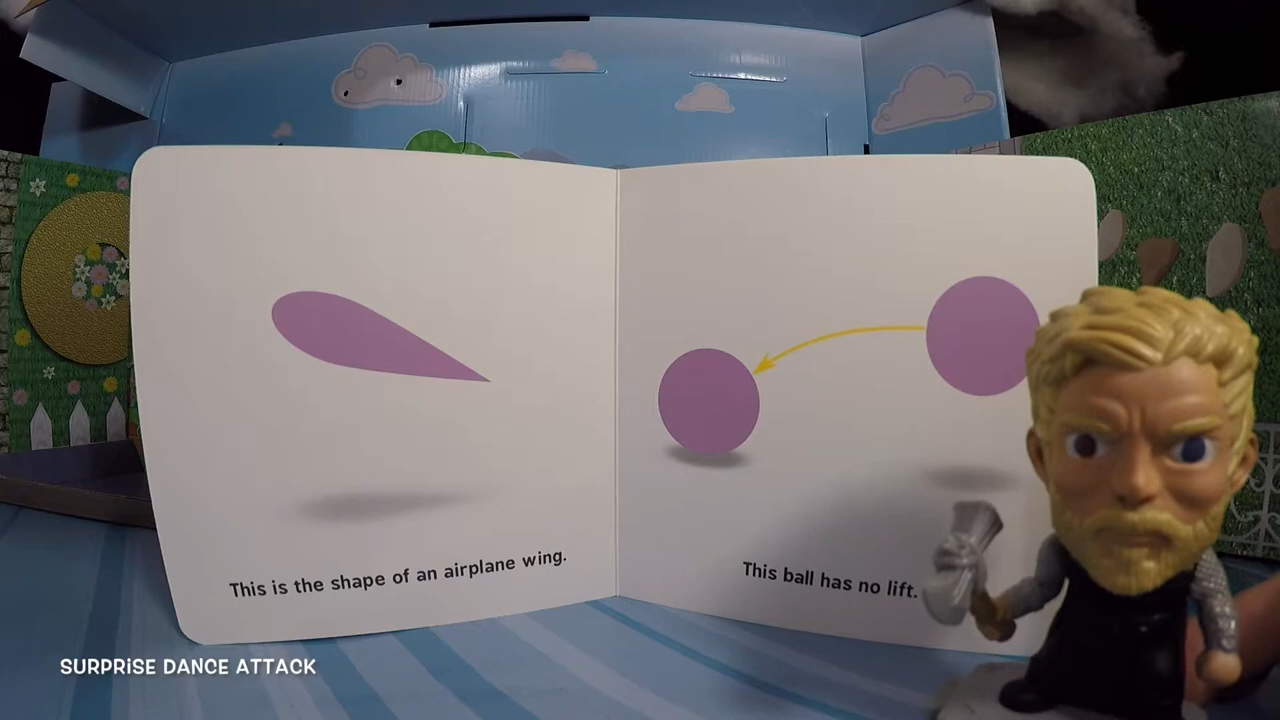 This is the shape of an airplane wing.
This ball has no lift.
SURPRISE DANCE ATTACK